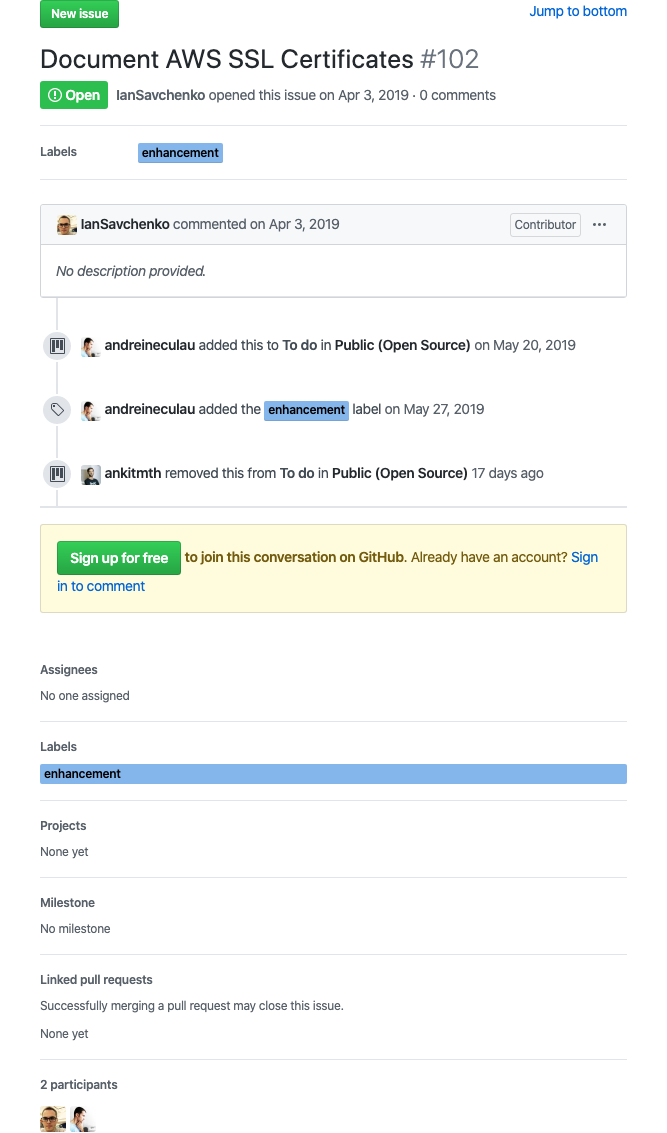 New issue
Jump to bottom
Document AWS SSL Certificates #102
Open IanSavchenko opened this issue on Apr 3, 2019 · 0 comments
Labels enhancement
IanSavchenko commented on Apr 3, 2019 Contributor ···
No description provided.
andreineculau added this to To do in Public (Open Source) on May 20, 2019
andreineculau added the enhancement label on May 27, 2019
ankitmth removed this from To do in Public (Open Source) 17 days ago
Sign up for free to join this conversation on GitHub. Already have an account? Sign
in to comment
Assignees
No one assigned
Labels
enhancement
Projects
None yet
Milestone
No milestone
Linked pull requests
Successfully merging a pull request may close this issue.
None yet
2 participants